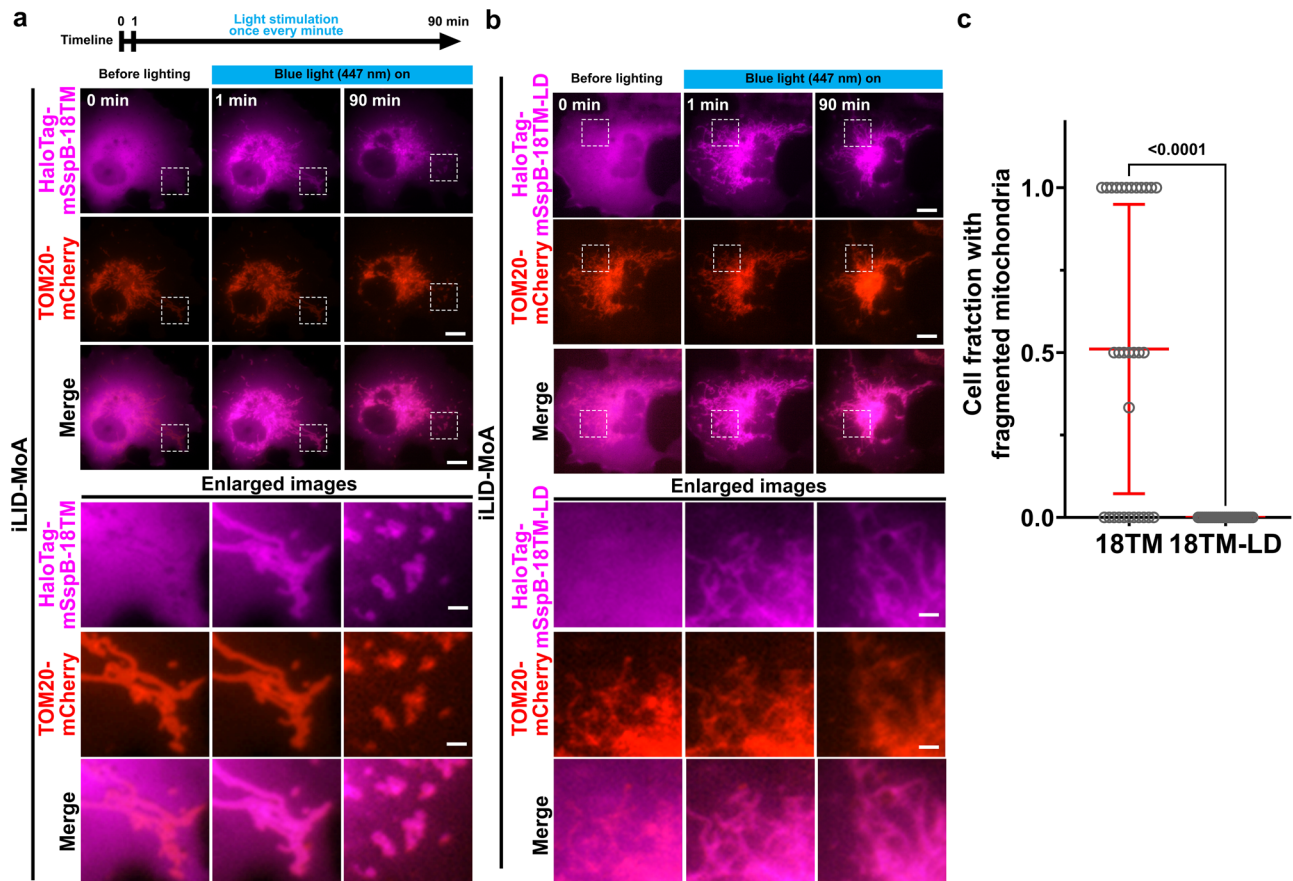 a
0 1
Light stimulation
once every minute
90 min
Timeline
Before lighting
Blue light (447 nm) on
iLID-MoA
HaloTag-
mSspB-18TM
0 min
1 min
90 min
TOM20-
mCherry
Merge
Enlarged images
HaloTag-
mSspB-18TM
TOM20-
mCherry
Merge
b
Before lighting
Blue light (447 nm) on
iLID-MoA
HaloTag-
mSspB-18TM-LD
0 min
1 min
90 min
TOM20-
mCherry
Merge
Enlarged images
HaloTag-
mSspB-18TM-LD
TOM20-
mCherry
Merge
c
Cell fratction with
fragmented mitochondria
<0.0001
1.0
0.5
0.0
18TM 18TM-LD